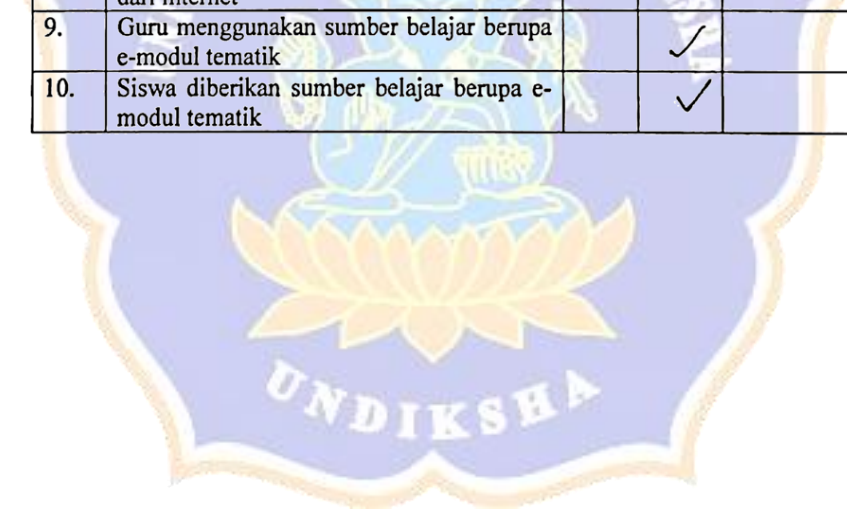 dari internet
9. Guru menggunakan sumber belajar berupa
e-modul tematik
✓
10. Siswa diberikan sumber belajar berupa e-
modul tematik
✓
UNDIKSHA